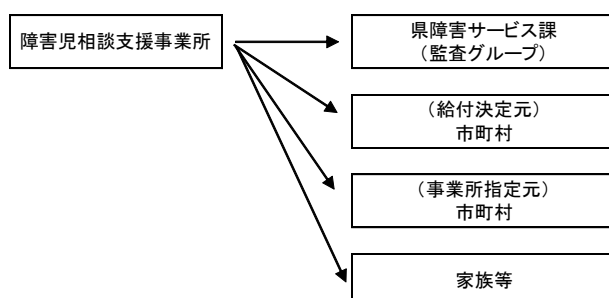 障害児相談支援事業所
県障害サービス課
（監査グループ）
（給付決定元）
市町村
（事業所指定元）
市町村
家族等